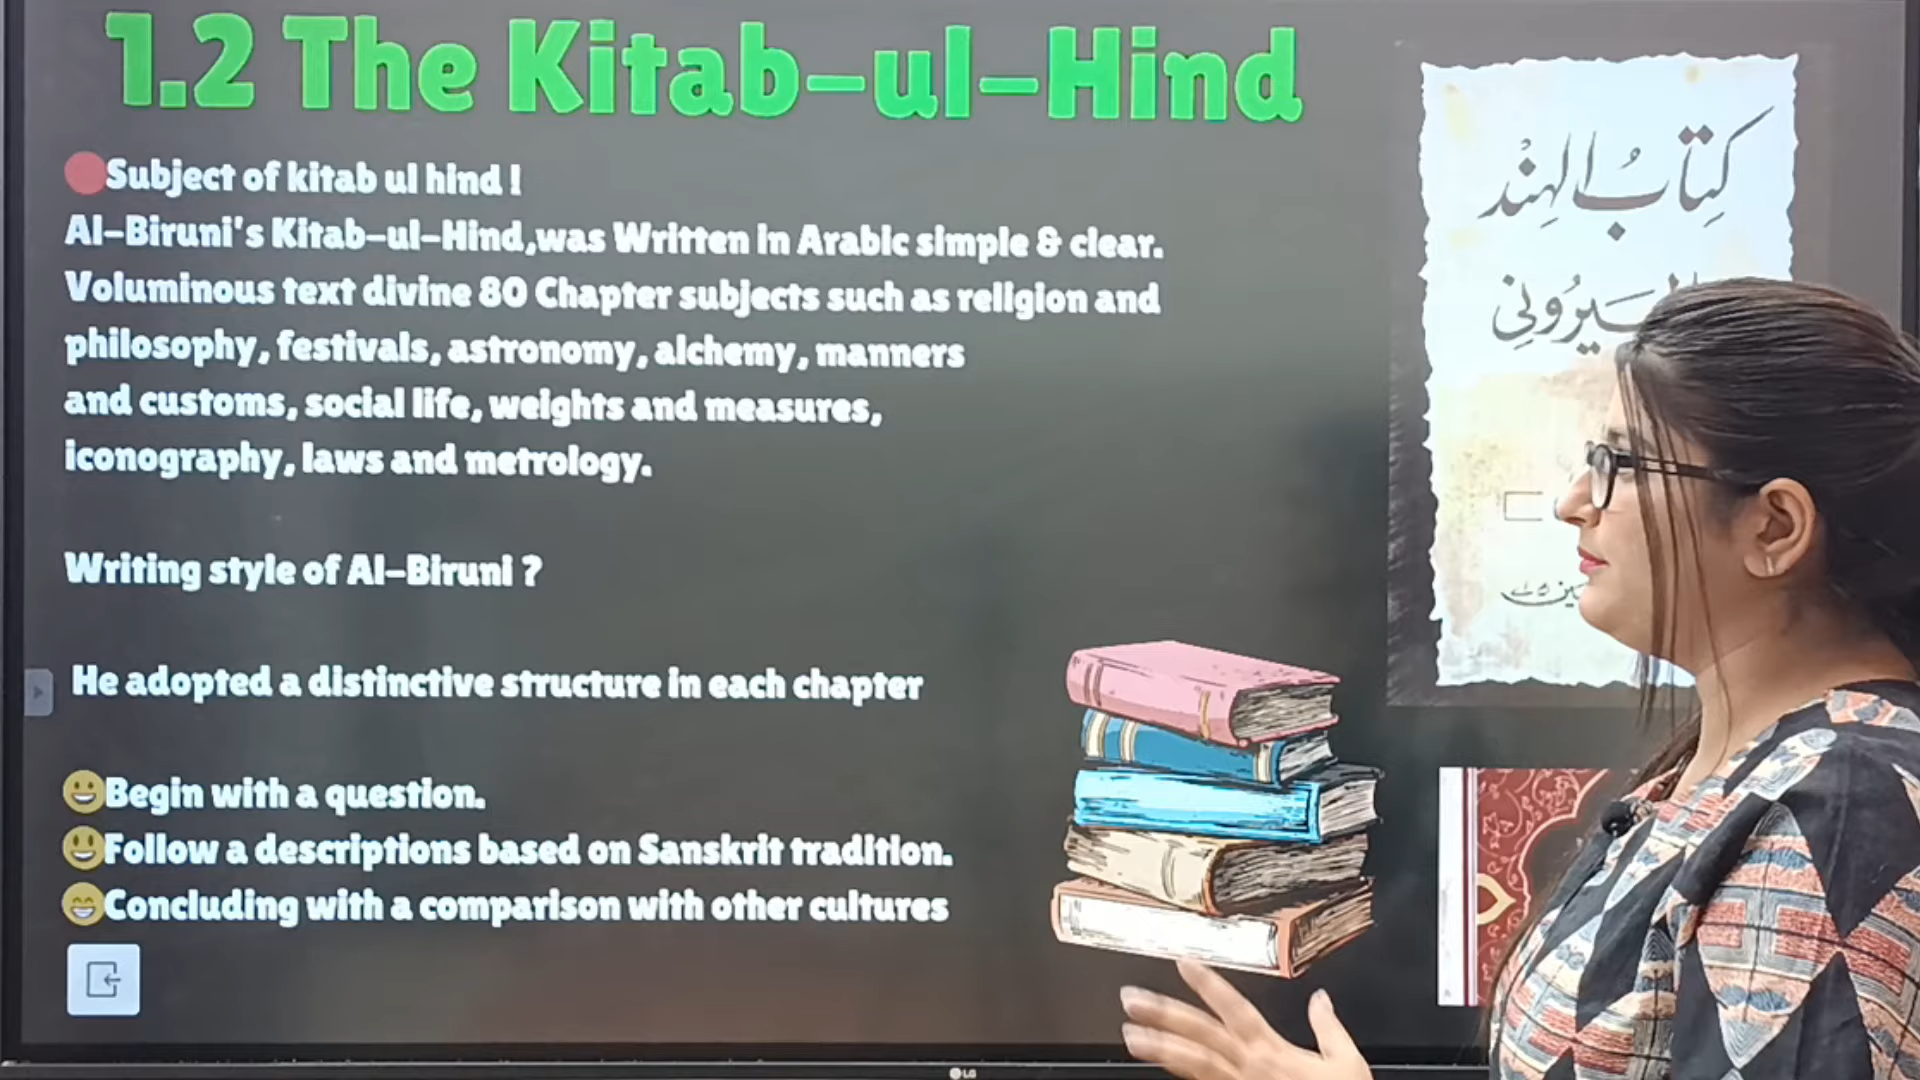 1.2 The Kitab-ul-Hind
Subject of kitab ul hind !
Al-Biruni's Kitab-ul-Hind,was Written in Arabic simple & clear.
Voluminous text divine 80 Chapter subjects such as religion and
philosophy, festivals, astronomy, alchemy, manners
and customs, social life, weights and measures,
iconography, laws and metrology.
Writing style of Al-Biruni ?
He adopted a distinctive structure in each chapter
Begin with a question.
Follow a descriptions based on Sanskrit tradition.
Concluding with a comparison with other cultures
كِتَابُ الهِنْد
LG